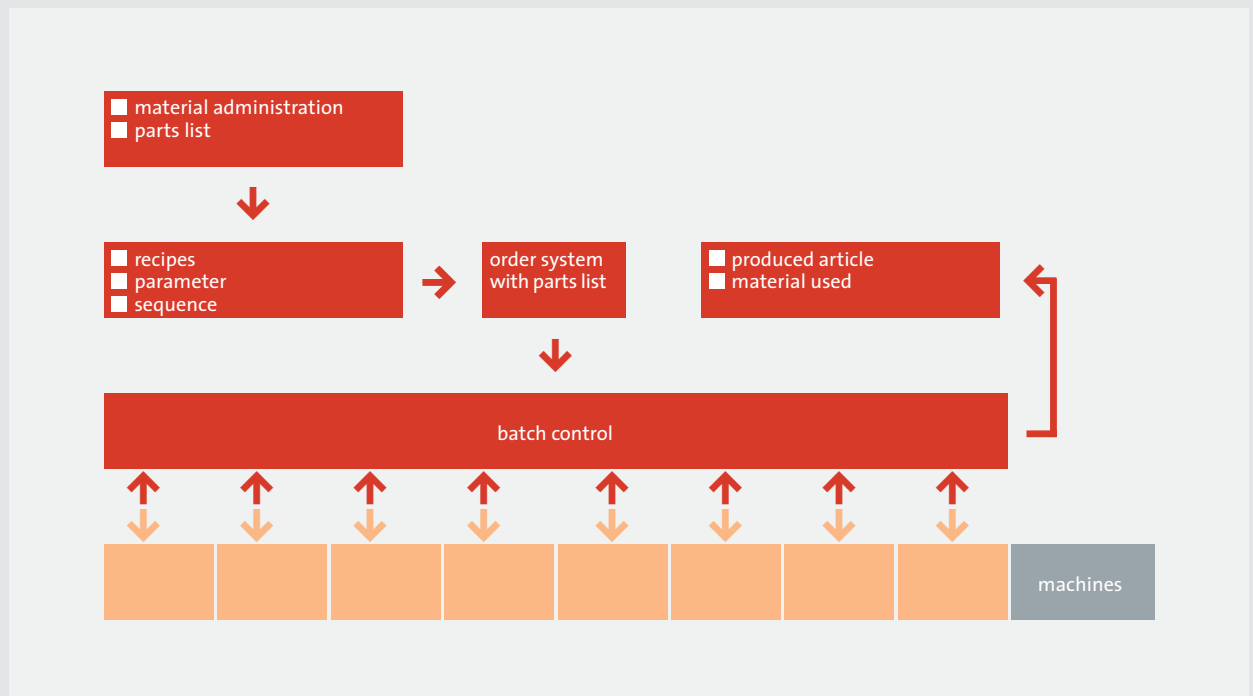 material administration
parts list
recipes
parameter
sequence
order system
with parts list
produced article
material used
batch control
machines